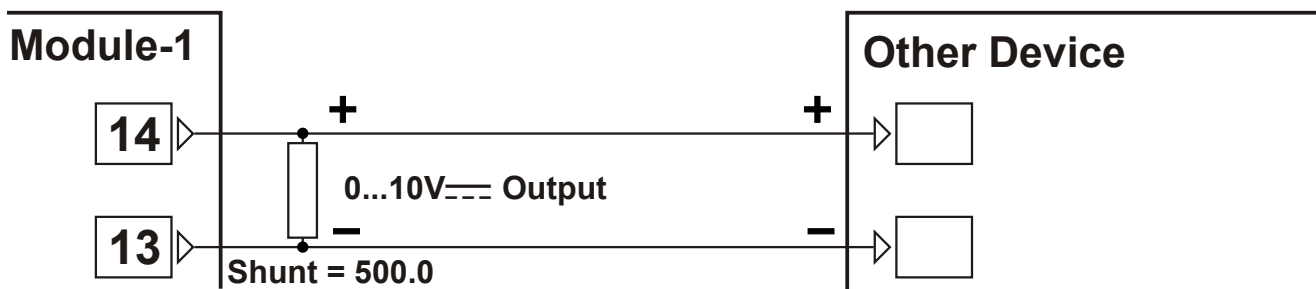 Module-1
Other Device
+
+
14
0...10V⎓ Output
−
−
13
Shunt = 500.0